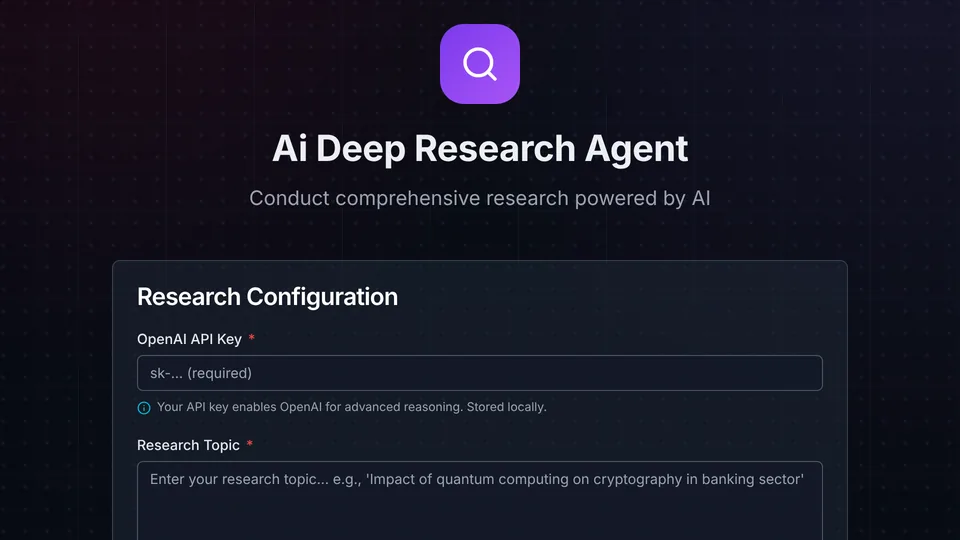 Ai Deep Research Agent
Conduct comprehensive research powered by AI
Research Configuration
OpenAI API Key *
sk-... (required)
Your API key enables OpenAI for advanced reasoning. Stored locally.
Research Topic *
Enter your research topic... e.g., 'Impact of quantum computing on cryptography in banking sector'